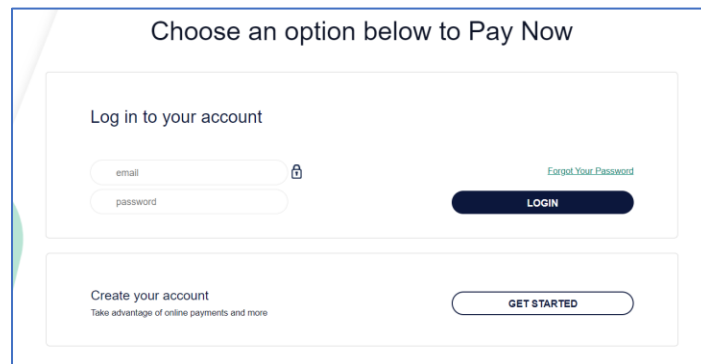 Choose an option below to Pay Now
Log in to your account
email
Forgot Your Password
password
LOGIN
Create your account
Take advantage of online payments and more
GET STARTED